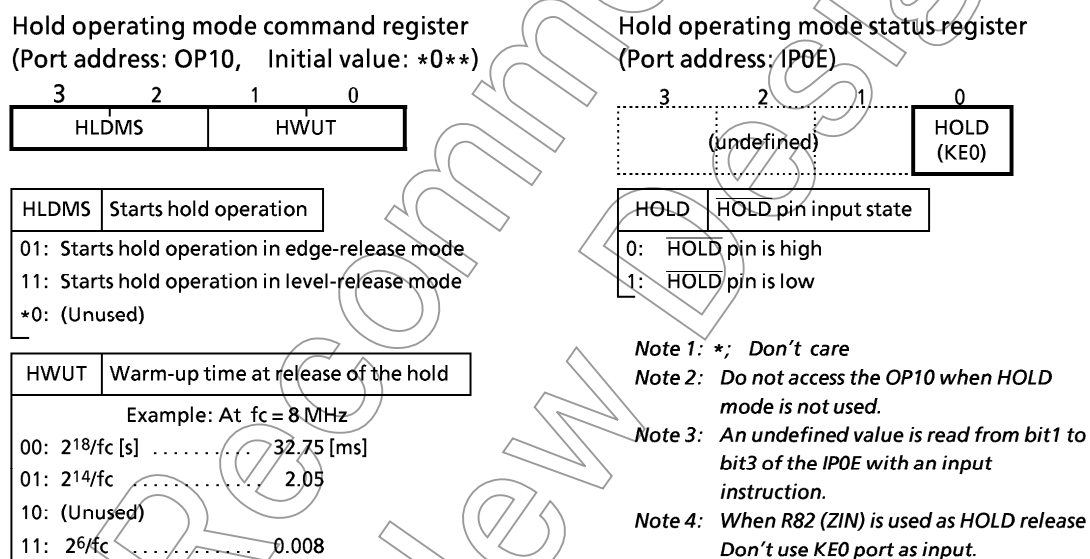 Hold operating mode command register
(Port address: OP10, Initial value: *0**)
3 2 1 0
HLDMS HWUT
HLDMS Starts hold operation
01: Starts hold operation in edge-release mode
11: Starts hold operation in level-release mode
*0: (Unused)
HWUT Warm-up time at release of the hold
Example: At fc = 8 MHz
00: 2¹⁸/fc [s] .......... 32.75 [ms]
01: 2¹⁴/fc ............. 2.05
10: (Unused)
11: 2⁶/fc ............. 0.008
Hold operating mode status register
(Port address: IP0E)
3 2 1 0
(undefined) HOLD
(KE0)
HOLD HOLD pin input state
0: HOLD pin is high
1: HOLD pin is low
Note 1: *; Don't care
Note 2: Do not access the OP10 when HOLD
mode is not used.
Note 3: An undefined value is read from bit1 to
bit3 of the IP0E with an input
instruction.
Note 4: When R82 (ZIN) is used as HOLD release
Don't use KE0 port as input.